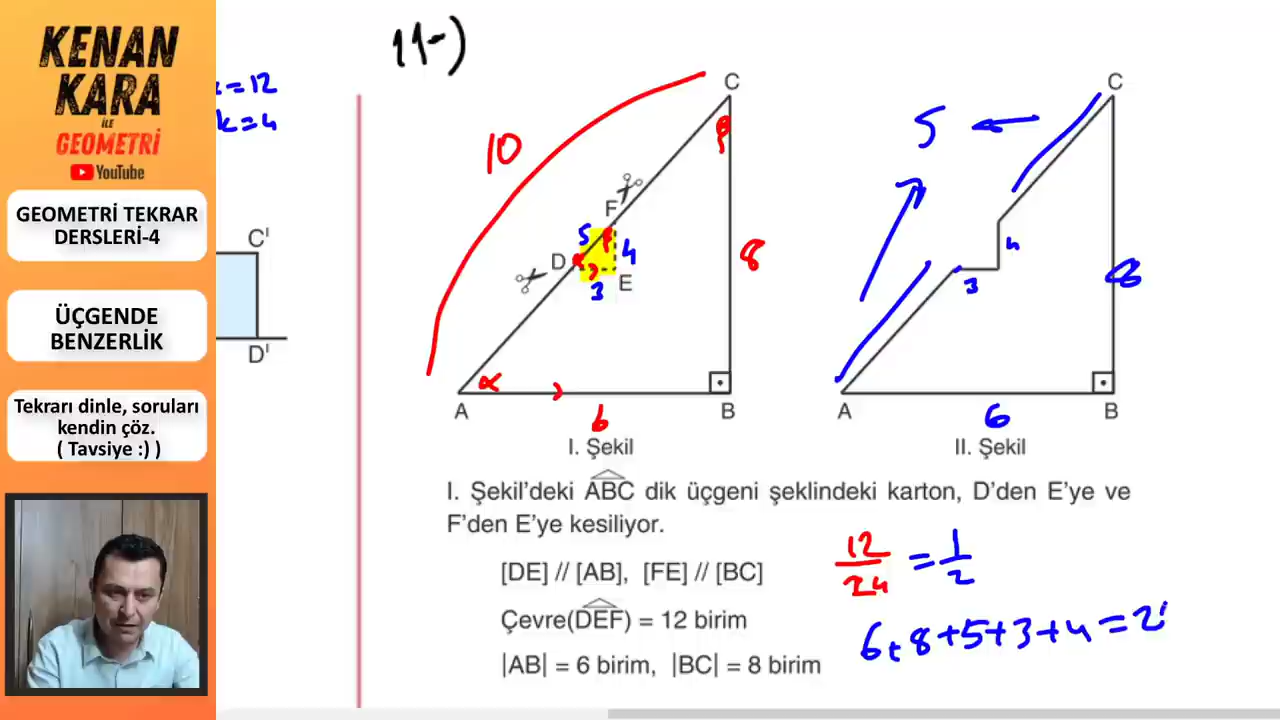 KENAN
KARA
İLE
GEOMETRİ
YouTube
GEOMETRİ TEKRAR
DERSLERİ-4
ÜÇGENDE
BENZERLİK
Tekrarı dinle, soruları
kendin çöz.
( Tavsiye :) )
=12
k=4
C'
D'
11-)
10
C
β
F
5
β
D
α
4
E
3
8
α
A
6
B
I. Şekil
5
C
4
3
8
A
6
B
II. Şekil
I. Şekil'deki ABC dik üçgeni şeklindeki karton, D'den E'ye ve
F'den E'ye kesiliyor.
[DE] // [AB], [FE] // [BC]
Çevre(DEF) = 12 birim
|AB| = 6 birim, |BC| = 8 birim
12/24 = 1/2
6+8+5+3+4=2